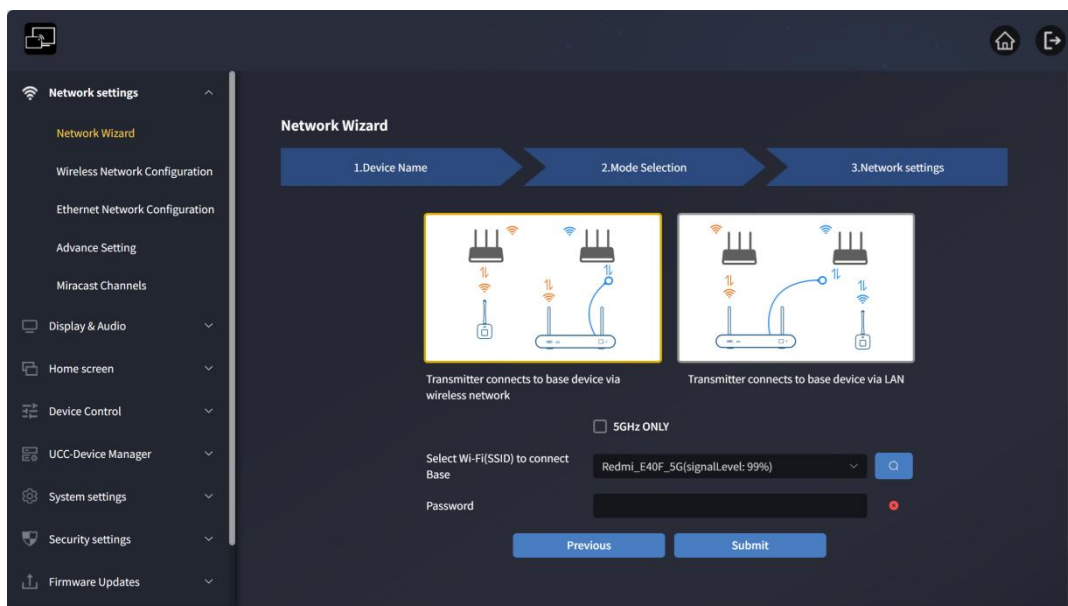 Network settings
Network Wizard
Wireless Network Configuration
Ethernet Network Configuration
Advance Setting
Miracast Channels
Display & Audio
Home screen
Device Control
UCC-Device Manager
System settings
Security settings
Firmware Updates
Network Wizard
1.Device Name
2.Mode Selection
3.Network settings
Transmitter connects to base device via
wireless network
Transmitter connects to base device via LAN
5GHz ONLY
Select Wi-Fi(SSID) to connect
Base
Redmi_E40F_5G(signalLevel: 99%)
Password
Previous
Submit